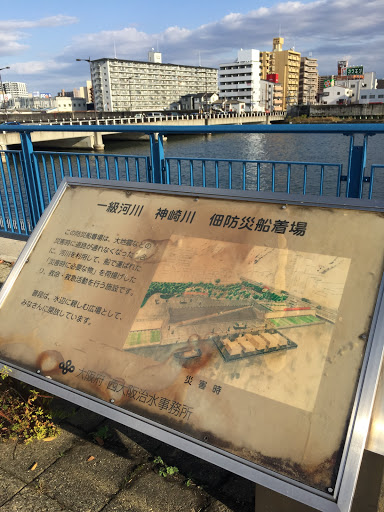 一級河川 神崎川 佃防災船着場
この防災船着場は、大地震などの
災害時に道路が通れなくなった
に、河川を利用して、船で運ばれた
災害時に必要な物」を荷揚げした
り、救援・救急活動を行う施設です。
普段は、水辺に親しむ広場として、
みなさんに開放しています。
災害時
大阪府 西大阪治水事務所